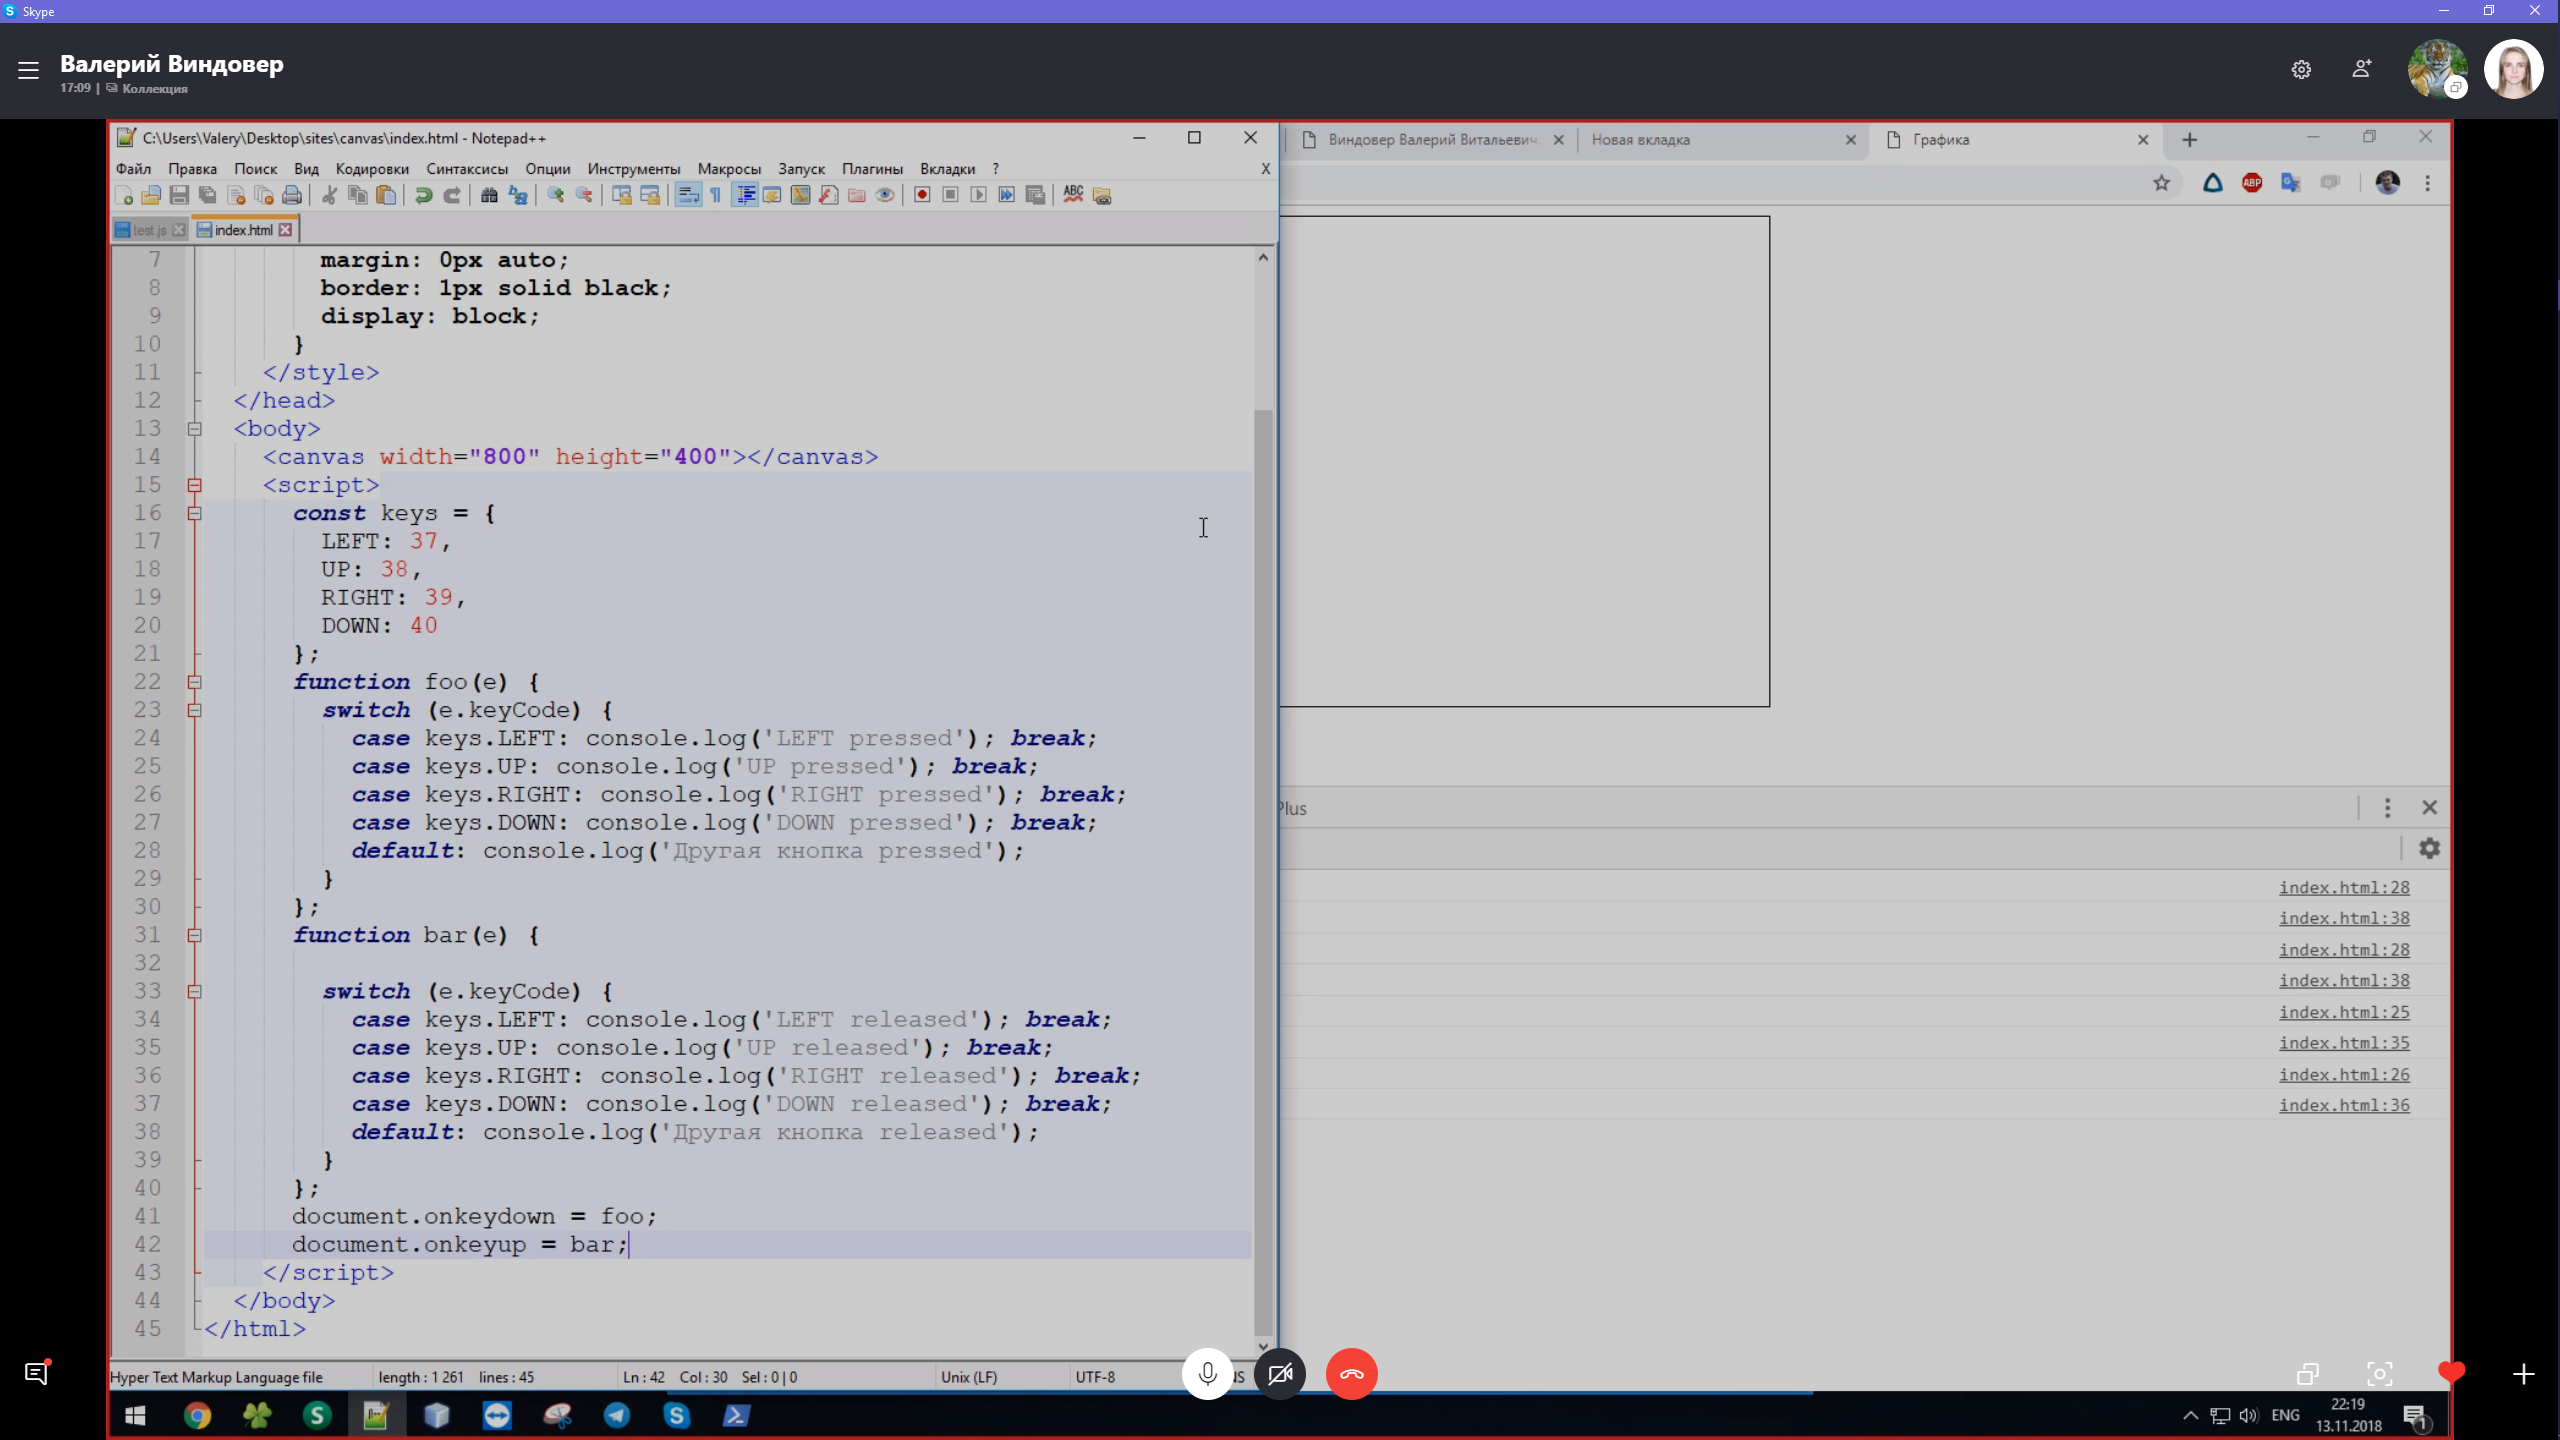 Skype
Валерий Виндовер
17:09 | Коллекция
C:\Users\Valery\Desktop\sites\canvas\index.html - Notepad++
Файл Правка Поиск Вид Кодировки Синтаксисы Опции Инструменты Макросы Запуск Плагины Вкладки ? X
ABC
test.js index.html
7 margin: 0px auto;
8 border: 1px solid black;
9 display: block;
10 }
11 </style>
12 </head>
13 <body>
14 <canvas width="800" height="400"></canvas>
15 <script>
16 const keys = {
17 LEFT: 37,
18 UP: 38,
19 RIGHT: 39,
20 DOWN: 40
21 };
22 function foo(e) {
23 switch (e.keyCode) {
24 case keys.LEFT: console.log('LEFT pressed'); break;
25 case keys.UP: console.log('UP pressed'); break;
26 case keys.RIGHT: console.log('RIGHT pressed'); break;
27 case keys.DOWN: console.log('DOWN pressed'); break;
28 default: console.log('Другая кнопка pressed');
29 }
30 };
31 function bar(e) {
32
33 switch (e.keyCode) {
34 case keys.LEFT: console.log('LEFT released'); break;
35 case keys.UP: console.log('UP released'); break;
36 case keys.RIGHT: console.log('RIGHT released'); break;
37 case keys.DOWN: console.log('DOWN released'); break;
38 default: console.log('Другая кнопка released');
39 }
40 };
41 document.onkeydown = foo;
42 document.onkeyup = bar;
43 </script>
44 </body>
45 </html>
Hyper Text Markup Language file length : 1 261 lines : 45 Ln : 42 Col : 30 Sel : 0 | 0 Unix (LF) UTF-8 NS
Виндовер Валерий Витальевич Новая вкладка Графика
ABP
Plus
index.html:28
index.html:38
index.html:28
index.html:38
index.html:25
index.html:35
index.html:26
index.html:36
ENG
22:19
13.11.2018
1